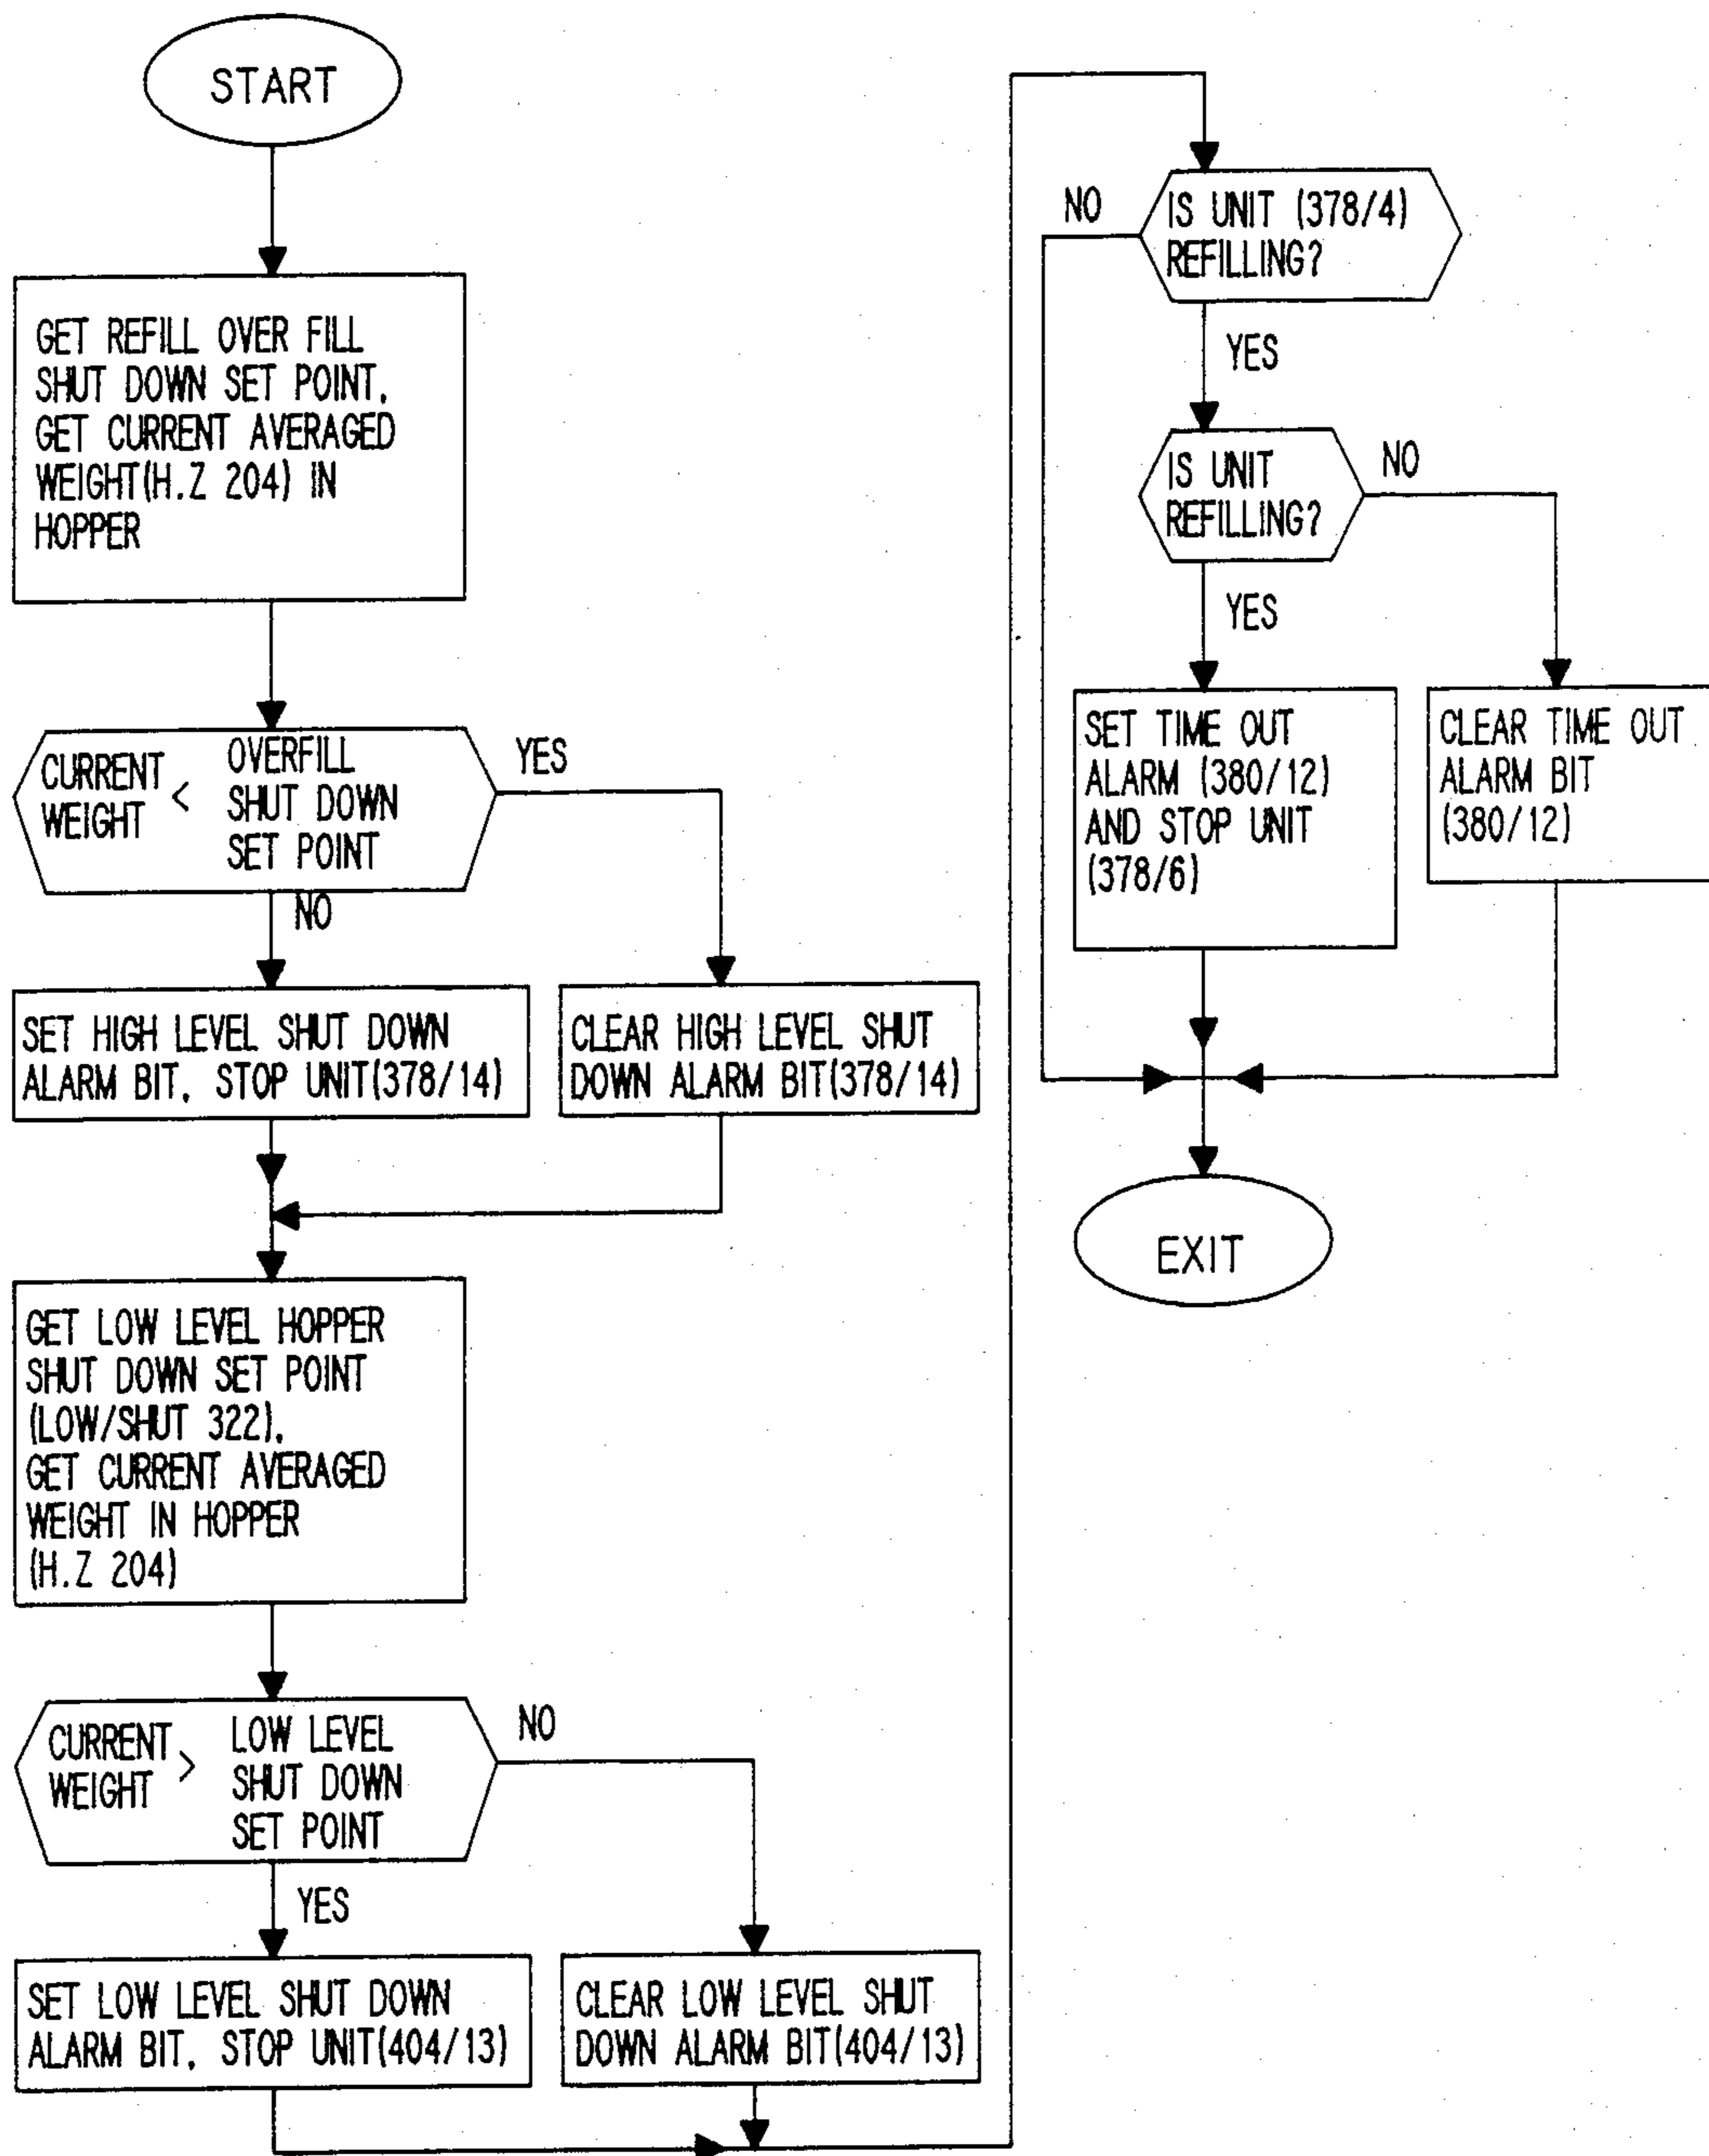 START
GET REFILL OVER FILL
SHUT DOWN SET POINT,
GET CURRENT AVERAGED
WEIGHT(H.Z 204) IN
HOPPER
CURRENT
WEIGHT
<
OVERFILL
SHUT DOWN
SET POINT
YES
NO
SET HIGH LEVEL SHUT DOWN
ALARM BIT, STOP UNIT(378/14)
CLEAR HIGH LEVEL SHUT
DOWN ALARM BIT(378/14)
GET LOW LEVEL HOPPER
SHUT DOWN SET POINT
(LOW/SHUT 322),
GET CURRENT AVERAGED
WEIGHT IN HOPPER
(H.Z 204)
CURRENT
WEIGHT
>
LOW LEVEL
SHUT DOWN
SET POINT
NO
YES
SET LOW LEVEL SHUT DOWN
ALARM BIT, STOP UNIT(404/13)
CLEAR LOW LEVEL SHUT
DOWN ALARM BIT(404/13)
NO
IS UNIT (378/4)
REFILLING?
YES
IS UNIT
REFILLING?
NO
YES
SET TIME OUT
ALARM (380/12)
AND STOP UNIT
(378/6)
CLEAR TIME OUT
ALARM BIT
(380/12)
EXIT